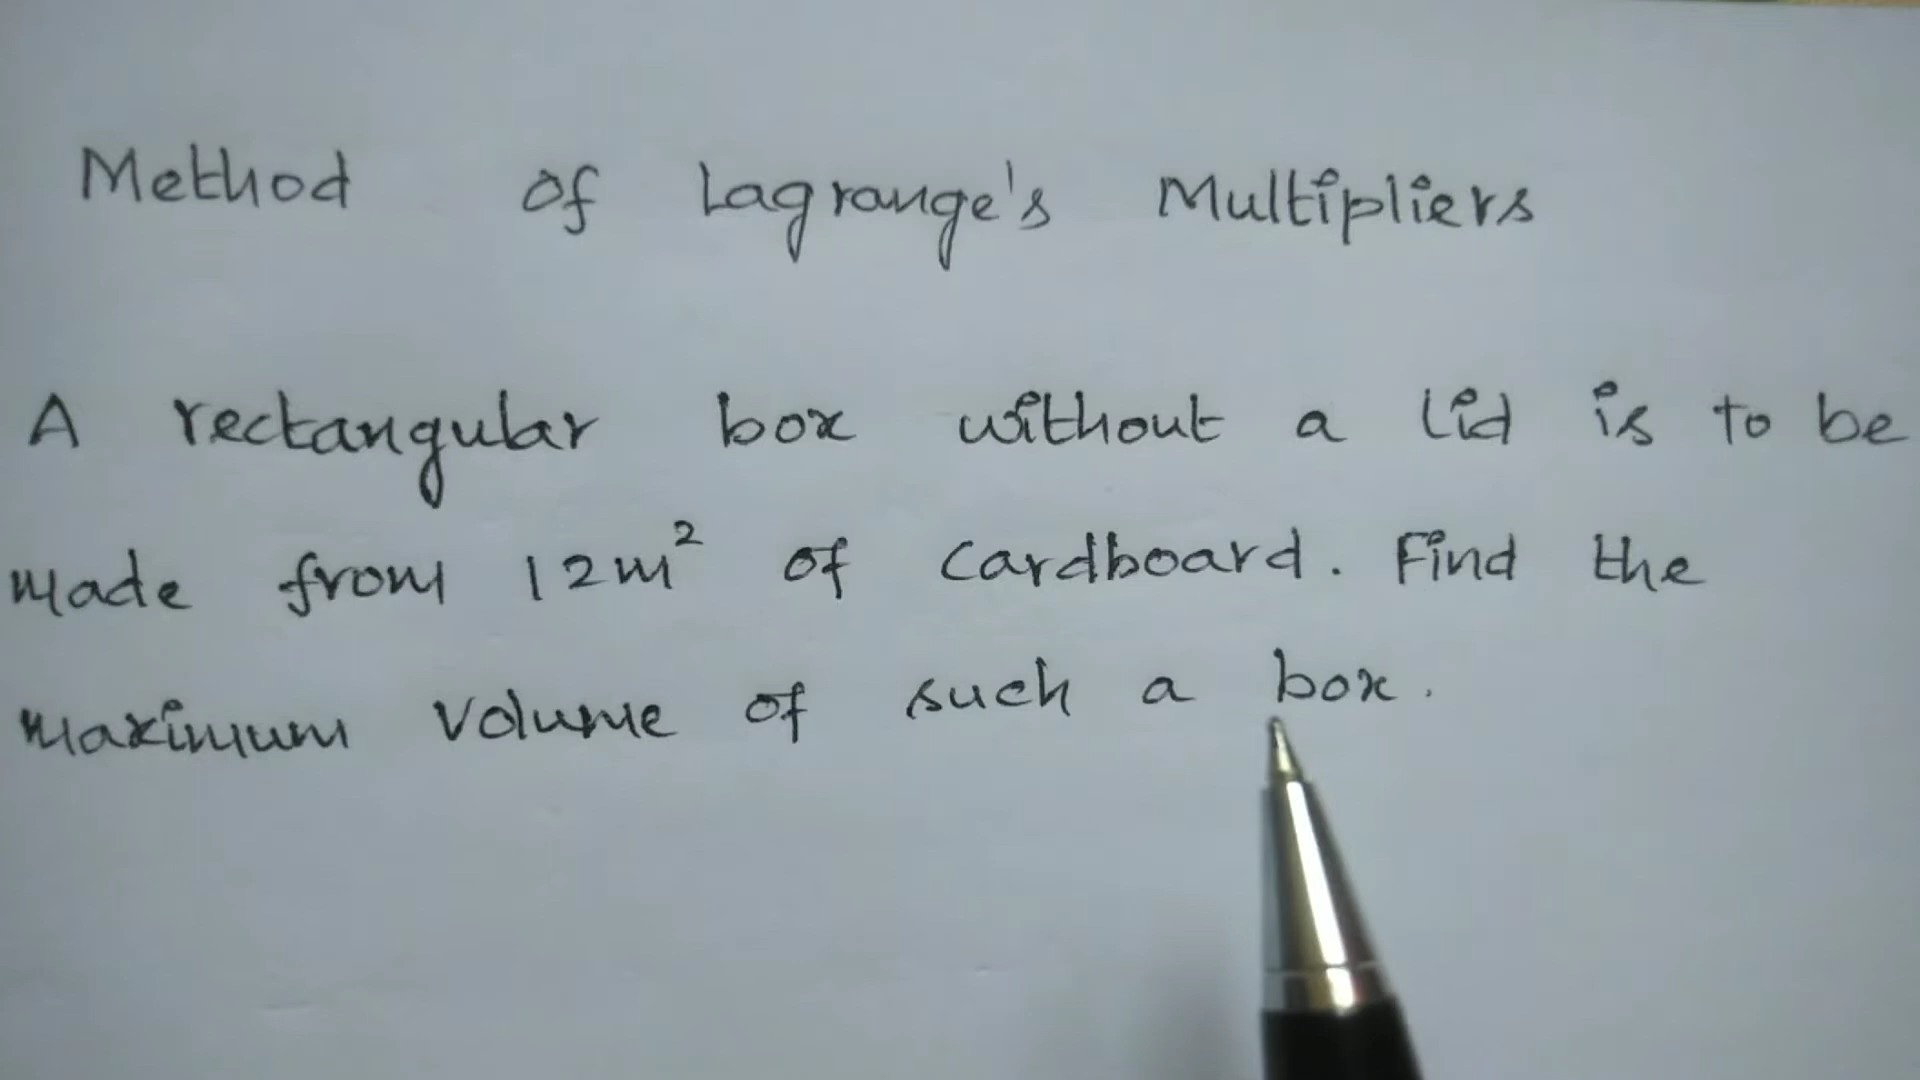 Method of Lagrange's Multipliers
A rectangular box without a lid is to be
made from 12m² of cardboard. Find the
maximum volume of such a box.